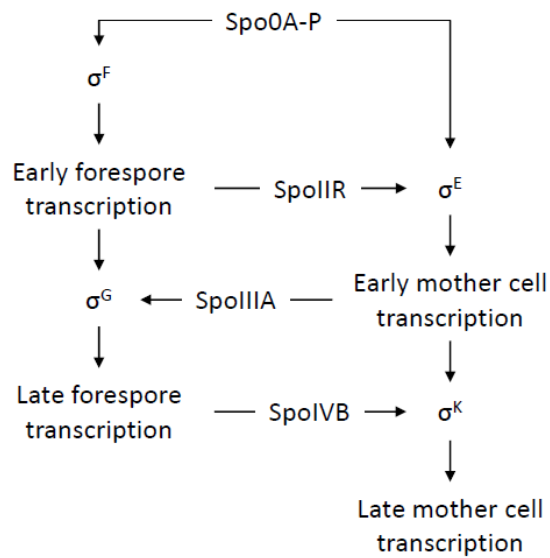 Spo0A-P
σF
Early forespore
transcription
SpoIIR
σE
σG
SpoIIIA
Early mother cell
transcription
Late forespore
transcription
SpoIVB
σK
Late mother cell
transcription